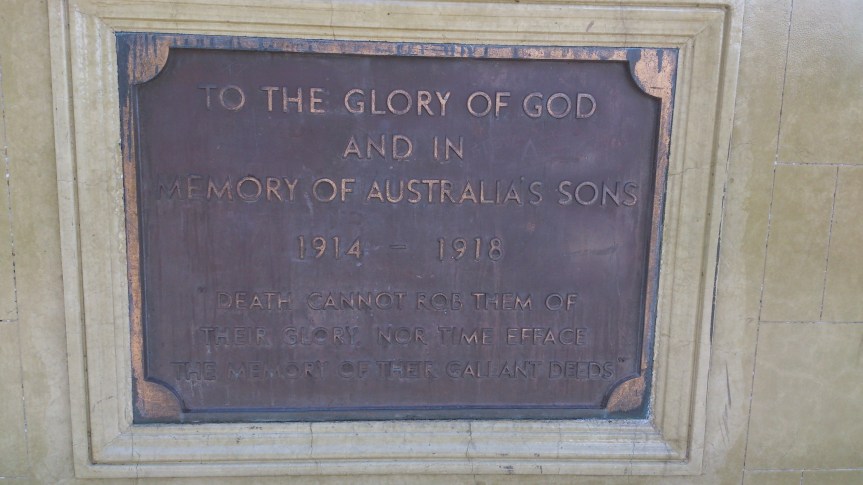 TO THE GLORY OF GOD
AND IN
MEMORY OF AUSTRALIA'S SONS
1914 - 1918
DEATH CANNOT ROB THEM OF
THEIR GLORY, NOR TIME EFFACE
THE MEMORY OF THEIR GALLANT DEEDS